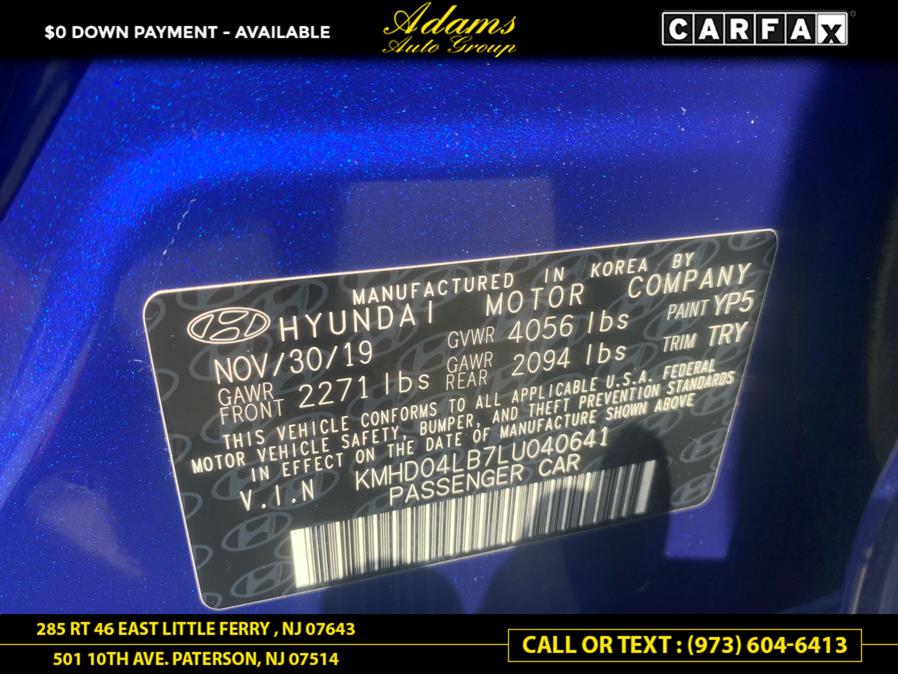 $0 DOWN PAYMENT - AVAILABLE
Adams
Auto Group
CARFAX
MANUFACTURED IN KOREA BY
HYUNDAI MOTOR COMPANY
NOV/30/19 GVWR 4056 lbs PAINT YP5
GAWR FRONT 2271 lbs GAWR REAR 2094 lbs TRIM TRY
THIS VEHICLE CONFORMS TO ALL APPLICABLE U.S.A. FEDERAL
MOTOR VEHICLE SAFETY, BUMPER, AND THEFT PREVENTION STANDARDS
IN EFFECT ON THE DATE OF MANUFACTURE SHOWN ABOVE
V.I.N KMHD04LB7LU040641
PASSENGER CAR
285 RT 46 EAST LITTLE FERRY , NJ 07643
501 10TH AVE. PATERSON, NJ 07514
CALL OR TEXT : (973) 604-6413